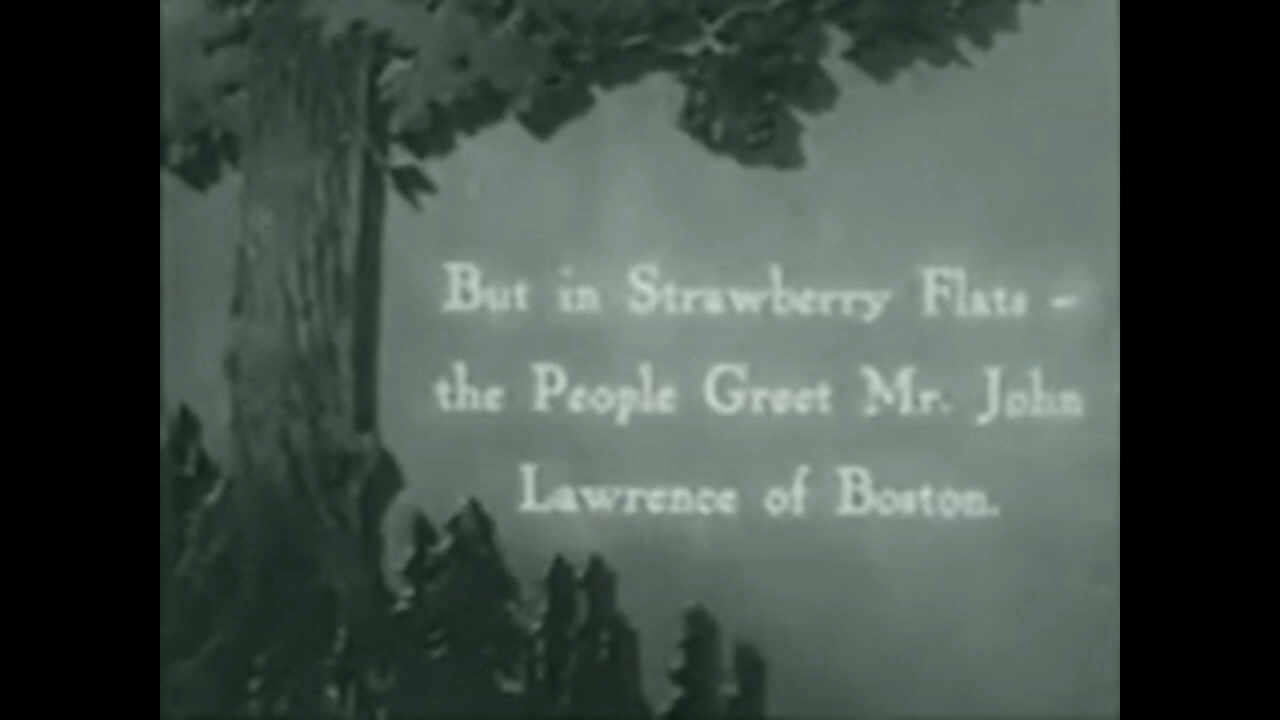 But in Strawberry Flats –
the People Greet Mr. John
Lawrence of Boston.